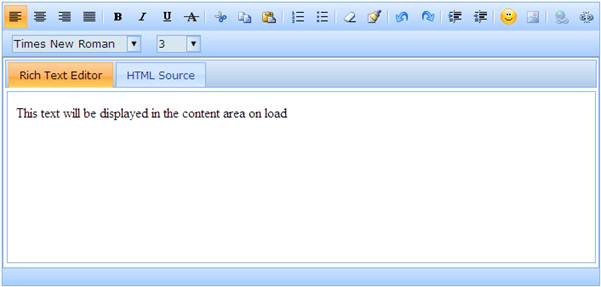 B I U A
Times New Roman 3
Rich Text Editor HTML Source
This text will be displayed in the content area on load